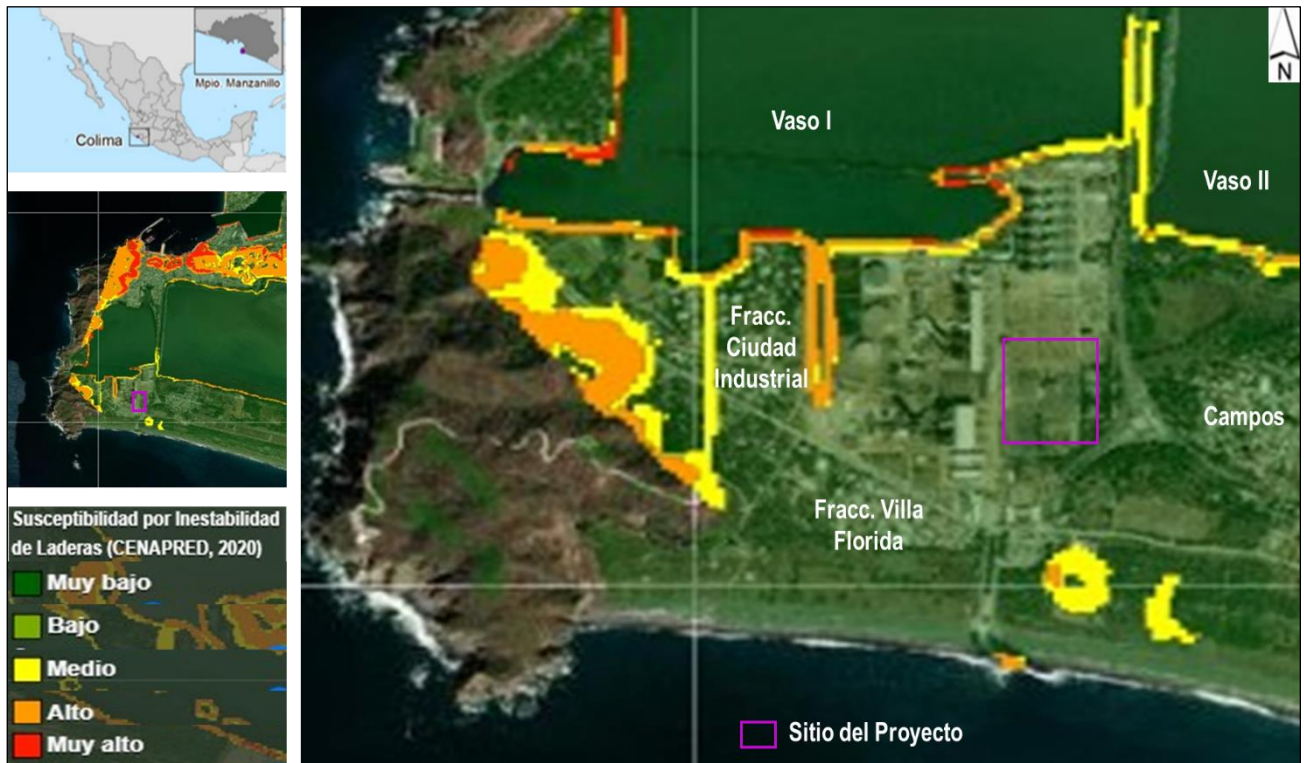 Mpio. Manzanillo
Colima
Susceptibilidad por Inestabilidad
de Laderas (CENAPRED, 2020)
Muy bajo
Bajo
Medio
Alto
Muy alto
N
Vaso I
Vaso II
Fracc.
Ciudad
Industrial
Campos
Fracc. Villa
Florida
Sitio del Proyecto